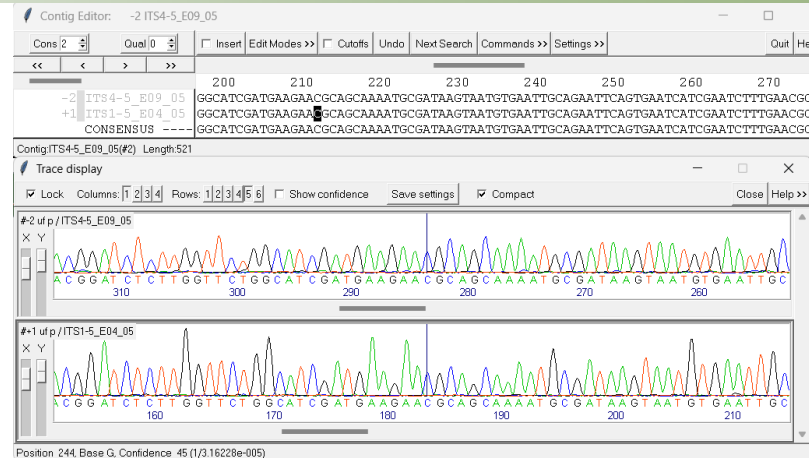 Contig Editor: -2 ITS4-5_E09_05
Cons 2 Qual 0 Insert Edit Modes >> Cutoffs Undo Next Search Commands >> Settings >> Quit He
<< < > >>
200 210 220 230 240 250 260 270
-2 ITS4-5_E09_05 GGCATCGATGAAGAACGCAGCAAAATGCGATAAGTAATGTGAATTGCAGAATTCAGTGAATCATCGAATCTTTGAACGC
+1 ITS1-5_E04_05 GGCATCGATGAAGAACGCAGCAAAATGCGATAAGTAATGTGAATTGCAGAATTCAGTGAATCATCGAATCTTTGAACGC
CONSENSUS ---- GGCATCGATGAAGAACGCAGCAAAATGCGATAAGTAATGTGAATTGCAGAATTCAGTGAATCATCGAATCTTTGAACGC
Contig:ITS4-5_E09_05(#2) Length:521
Trace display
Lock Columns: 1 2 3 4 Rows: 1 2 3 4 5 6 Show confidence Save settings Compact Close Help >>
#-2 uf p / ITS4-5_E09_05
X Y
A C G G A T C T C T T G G T T C T G G C A T C G A T G A A G A A C G C A G C A A A A T G C G A T A A G T A A T G T G A A T T G C
310 300 290 280 270 260
#+1 uf p / ITS1-5_E04_05
X Y
A C G G A T C T C T T G G T T C T G G C A T C G A T G A A G A A C G C A G C A A A A T G C G A T A A G T A A T G T G A A T T G C
160 170 180 190 200 210
Position 244, Base G, Confidence 45 (1/3.16228e-005)